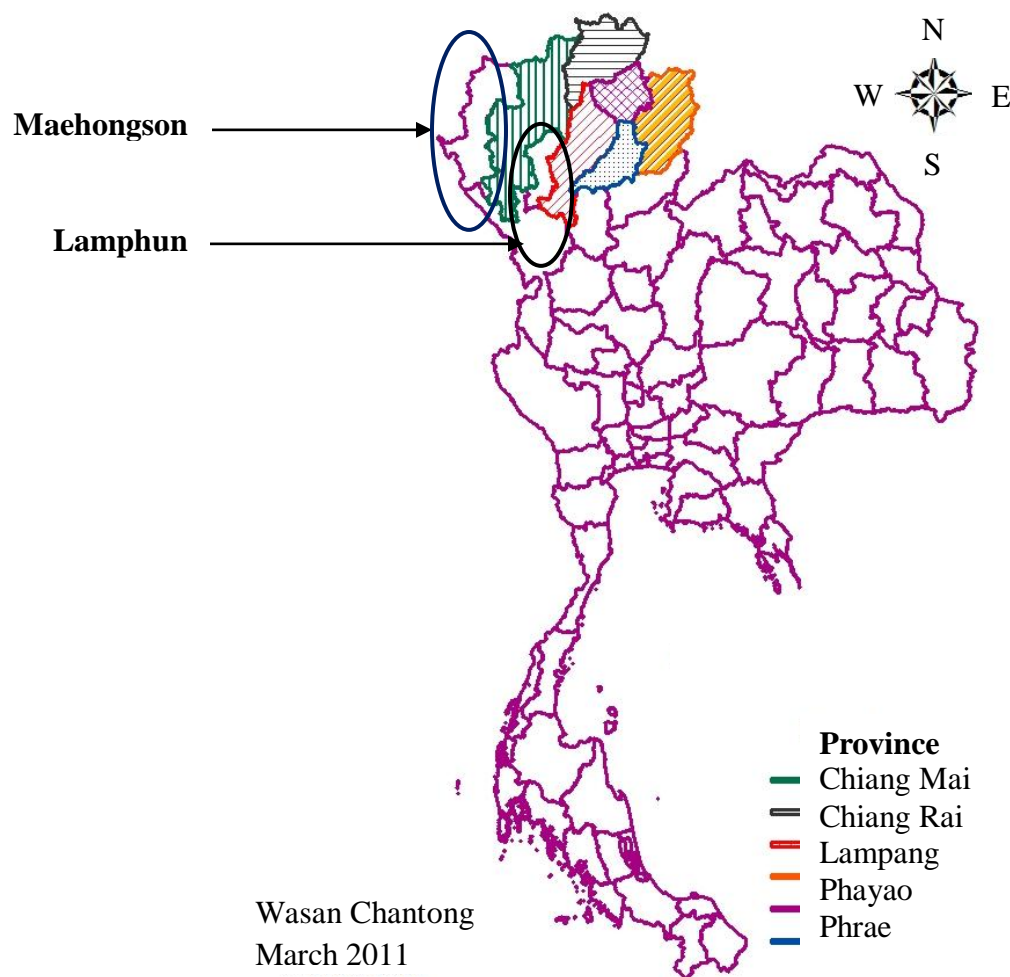 N
W E
S
Maehongson
Lamphun
Province
Chiang Mai
Chiang Rai
Lampang
Phayao
Phrae
Wasan Chantong
March 2011